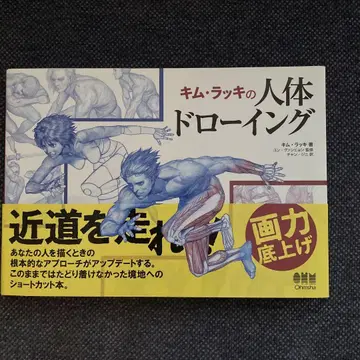 キム・ラッキの人体
ドローイング
キム・ラッキ 著
近道を走れ
画力
底上げ
あなたの人を描くときの
根本的なアプローチがアップデートする。
このままではたどり着けなかった境地への
ショートカット本。
Ohmsha